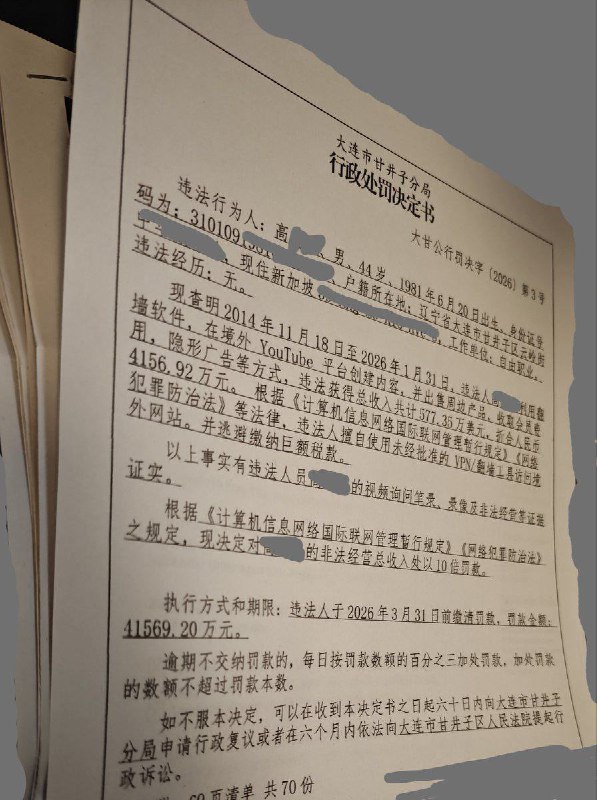 大连市甘井子分局
行政处罚决定书
大甘公行罚决字〔2026〕第3号
违法行为人：高 、男、44岁、1981年6月20日出生、身份证号
码为：3101091981 、户籍所在地：辽宁省大连市甘井子区云岭街
，现住新加坡 ，工作单位：自由职业，
违法经历：无。
现查明2014年11月18日至2026年1月31日，违法人 利用翻
墙软件，在境外YouTube平台创建内容，并出售周边产品、收取会员费
用，隐形广告等方式，违法获得总收入共计577.35万美元，折合人民币
4156.92万元。根据《计算机信息网络国际联网管理暂行规定》《网络
犯罪防治法》等法律，违法人擅自使用未经批准的VPN/翻墙工具访问境
外网站。并逃避缴纳巨额税款。
以上事实有违法人员 的视频询问笔录、录像及非法经营等证据
证实。
根据《计算机信息网络国际联网管理暂行规定》《网络犯罪防治法》
之规定，现决定对 的非法经营总收入处以10倍罚款。
执行方式和期限：违法人于2026年3月31日前缴清罚款，罚款金额：
41569.20万元。
逾期不交纳罚款的，每日按罚款数额的百分之三加处罚款，加处罚款
的数额不超过罚款本数。
如不服本决定，可以在收到本决定书之日起六十日内向大连市甘井子
分局申请行政复议或者在六个月内依法向大连市甘井子区人民法院提起行
政诉讼。
60页清单 共70份